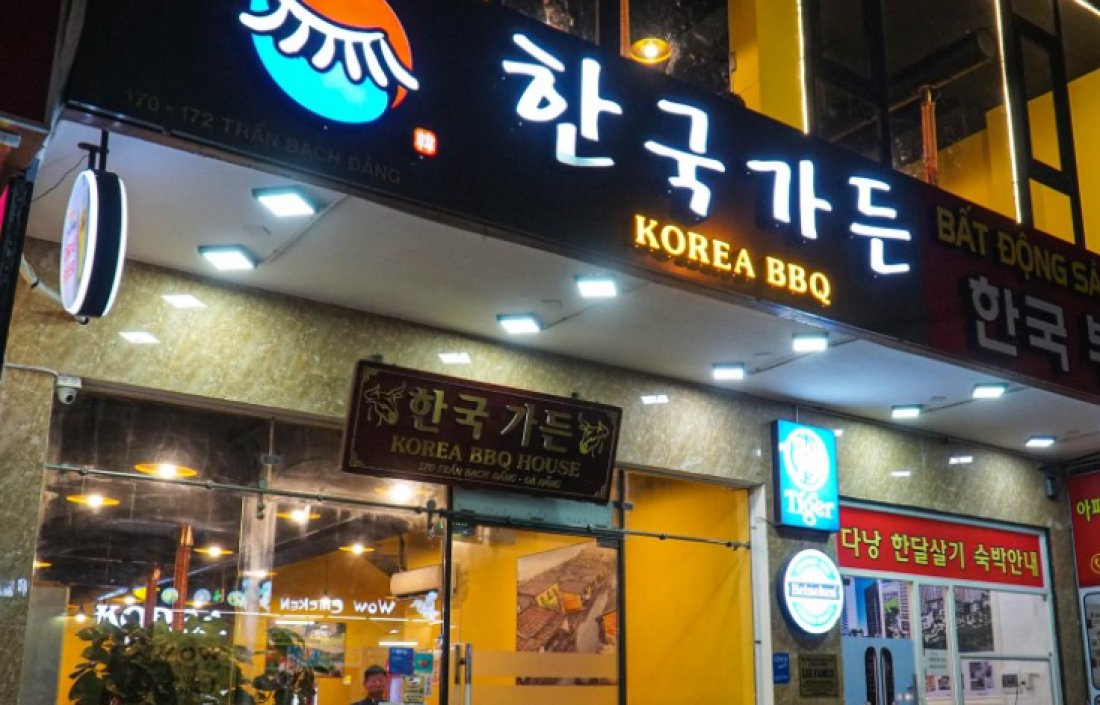 한국가든
KOREA BBQ
170 - 172 TRẦN BẠCH ĐẰNG
BẤT ĐỘNG
한국
한국 가든
KOREA BBQ HOUSE
170 TRẦN BẠCH ĐẰNG - ĐÀ NẴNG
Tiger
Heineken
다낭 한달살기 숙박안내
WOW CHICKEN